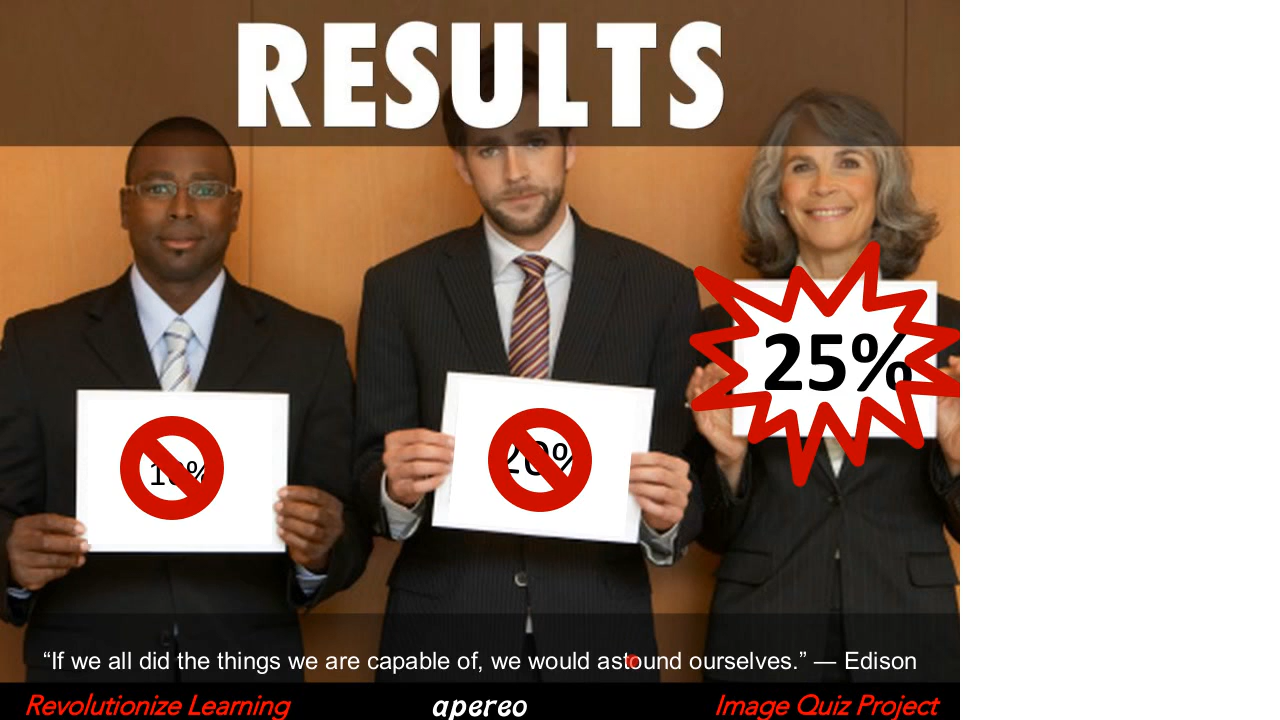 RESULTS
25%
20%
“If we all did the things we are capable of, we would astound ourselves.” — Edison
Revolutionize Learning
apereo
Image Quiz Project